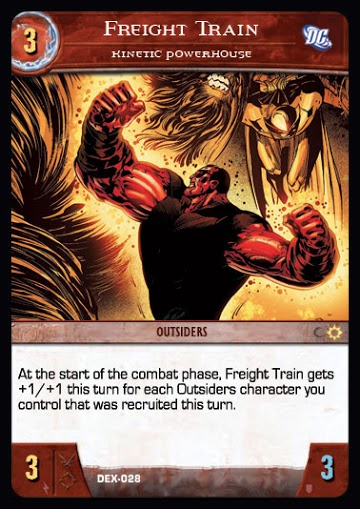 3
FREIGHT TRAIN
KINETIC POWERHOUSE
DC
OUTSIDERS
At the start of the combat phase, Freight Train gets
+1/+1 this turn for each Outsiders character you
control that was recruited this turn.
3
DEX-028
3